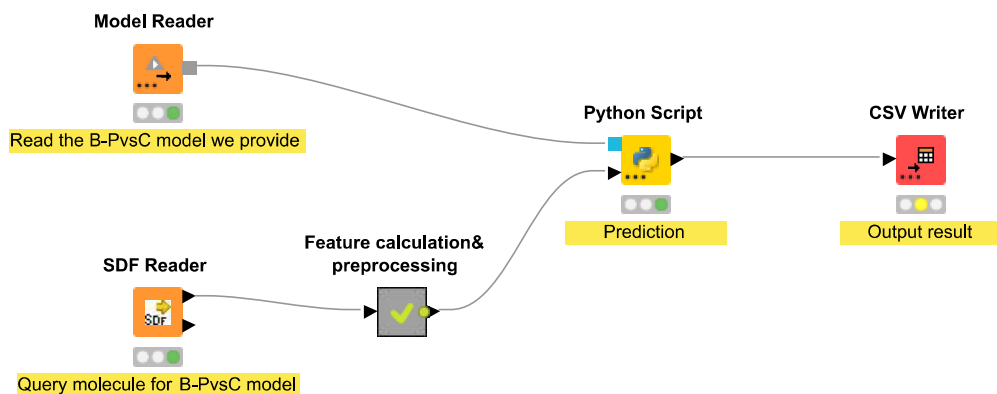 Model Reader
Read the B-PvsC model we provide
Python Script
Prediction
CSV Writer
Output result
Feature calculation&
preprocessing
SDF Reader
SDF
Query molecule for B-PvsC model